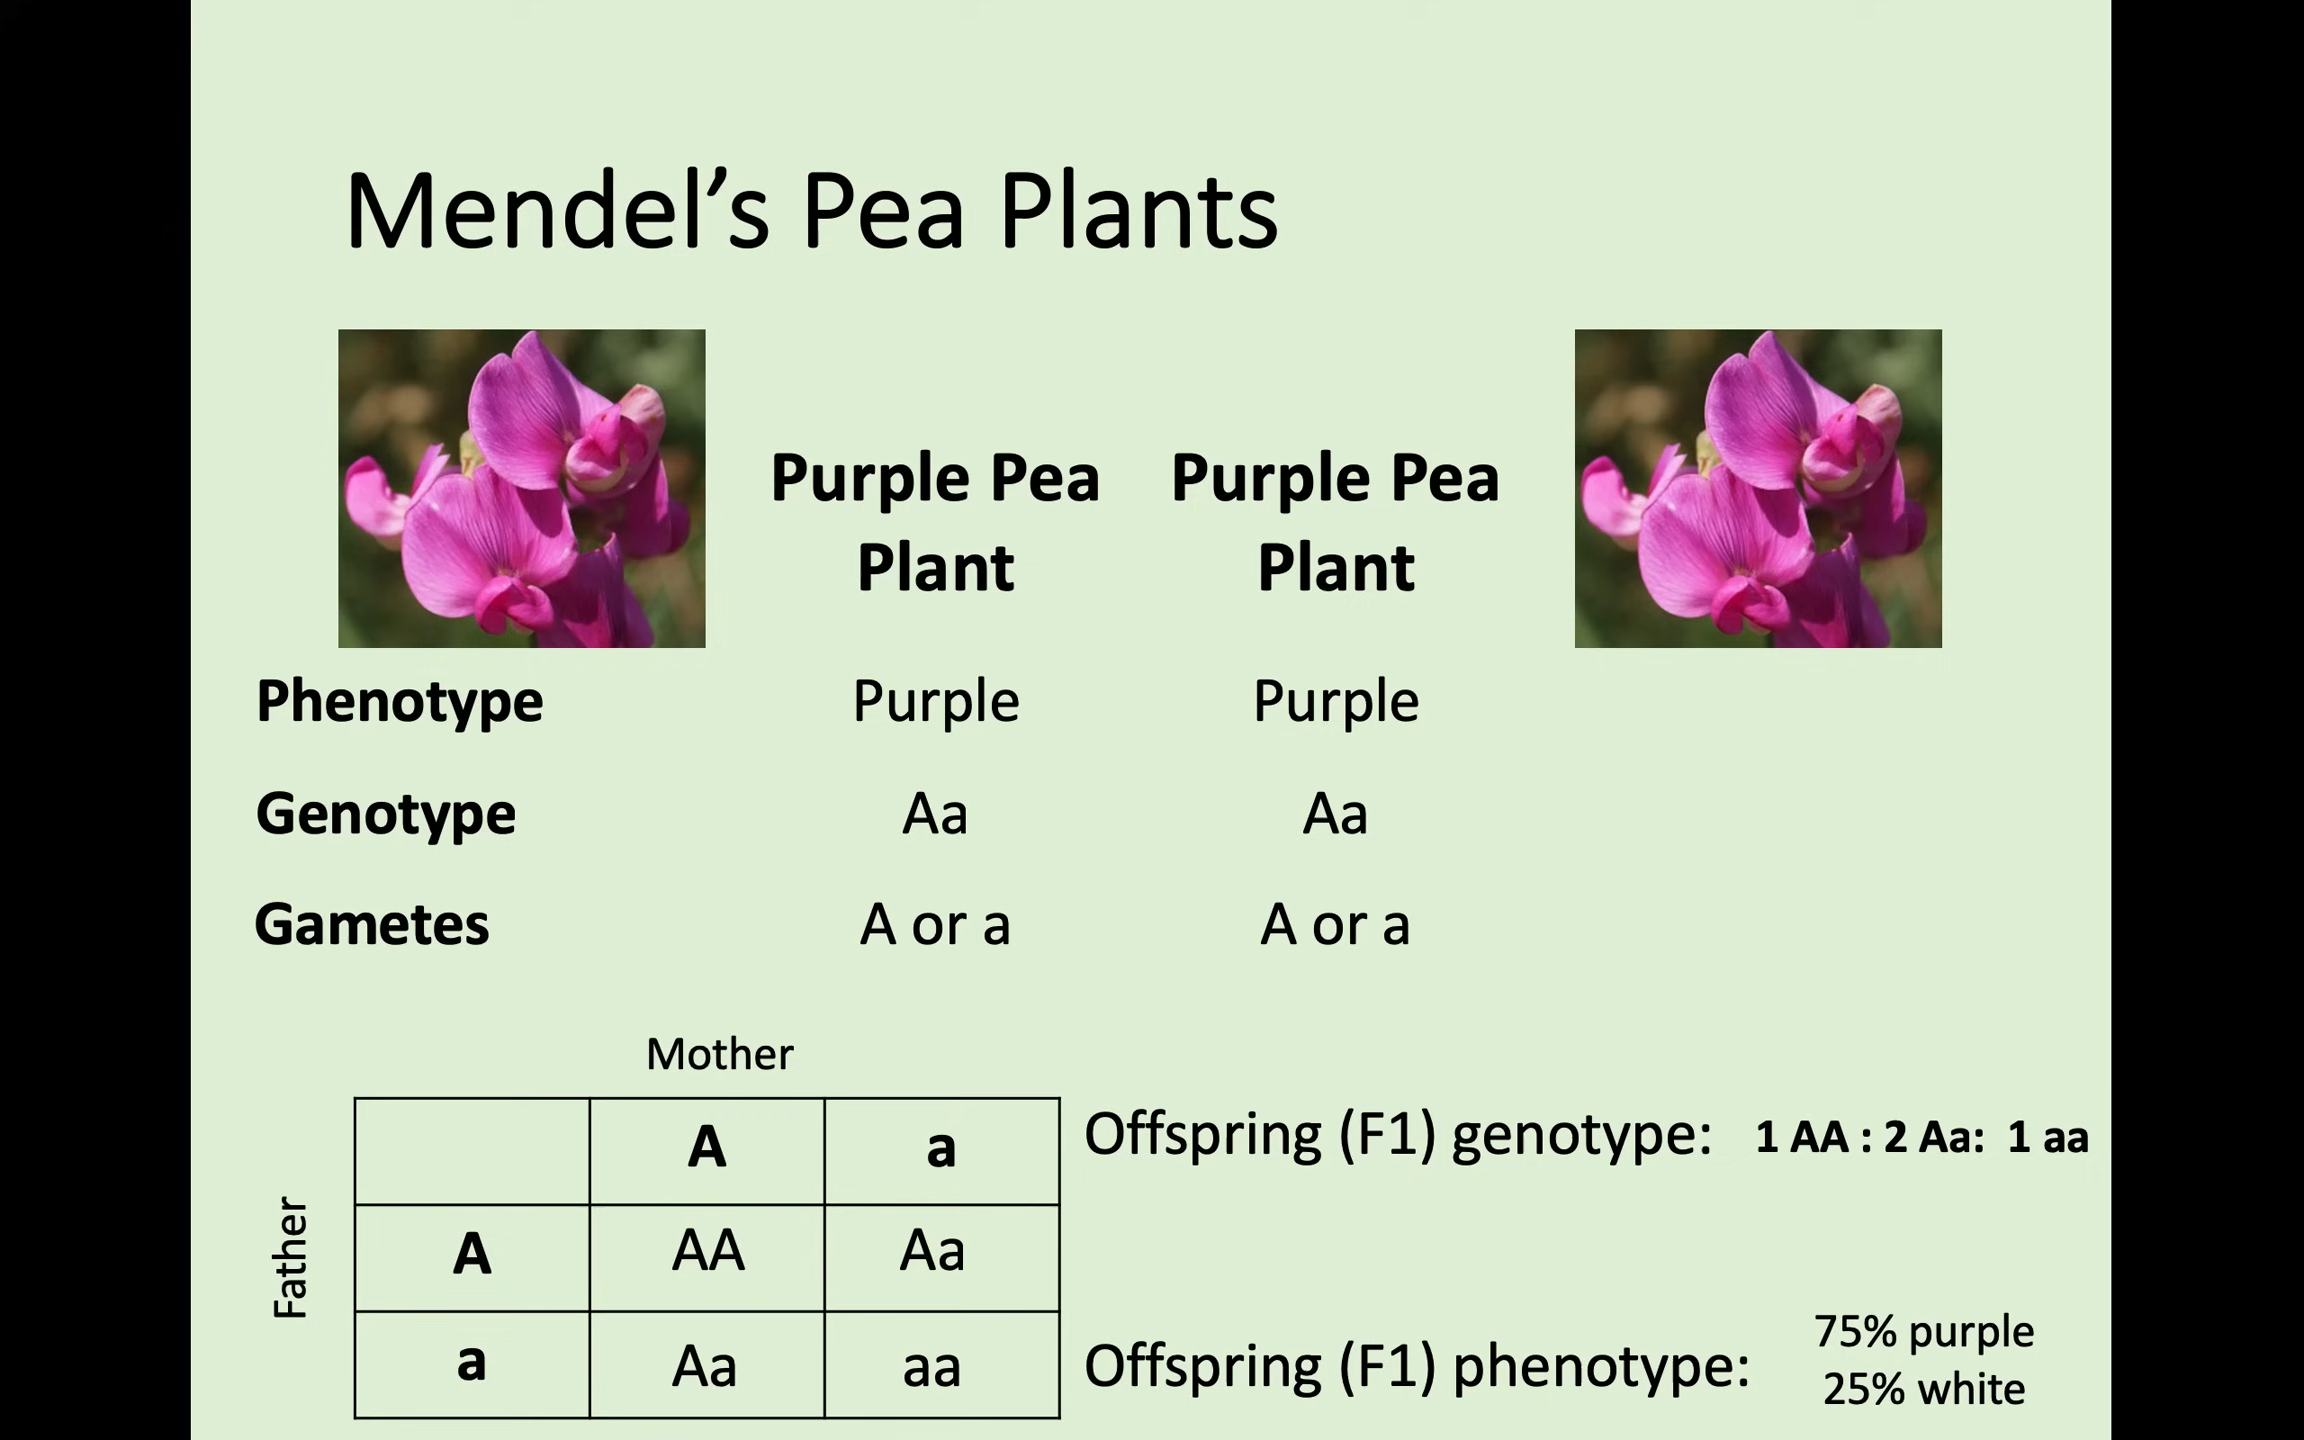 Mendel’s Pea Plants
Purple Pea Plant
Purple Pea Plant
Phenotype Purple Purple
Genotype Aa Aa
Gametes A or a A or a
Mother
Father
A a
A AA Aa
a Aa aa
Offspring (F1) genotype: 1 AA : 2 Aa: 1 aa
Offspring (F1) phenotype: 75% purple
25% white